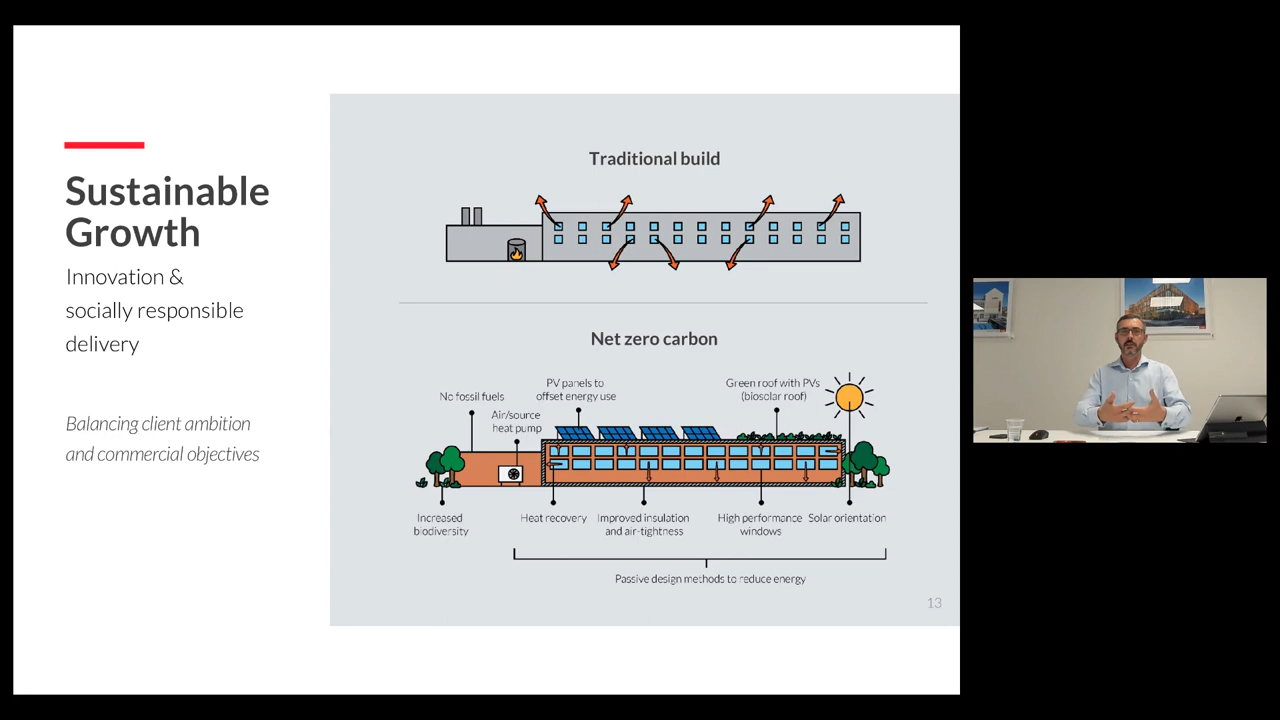 Sustainable
Growth
Innovation &
socially responsible
delivery
Balancing client ambition
and commercial objectives
Traditional build
Net zero carbon
No fossil fuels
Air/source
heat pump
PV panels to
offset energy use
Green roof with PVs
(biosolar roof)
Increased
biodiversity
Heat recovery
Improved insulation
and air-tightness
High performance
windows
Solar orientation
Passive design methods to reduce energy
13